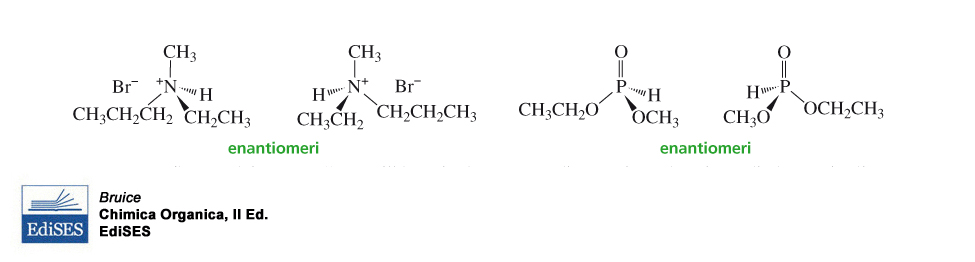 CH3 CH3 O O
Br– +N H H N+ Br– P H H P
CH3CH2CH2 CH2CH3 CH3CH2 CH2CH2CH3 CH3CH2O OCH3 CH3O OCH2CH3
enantiomeri enantiomeri
Bruice
Chimica Organica, II Ed.
EdiSES EdiSES